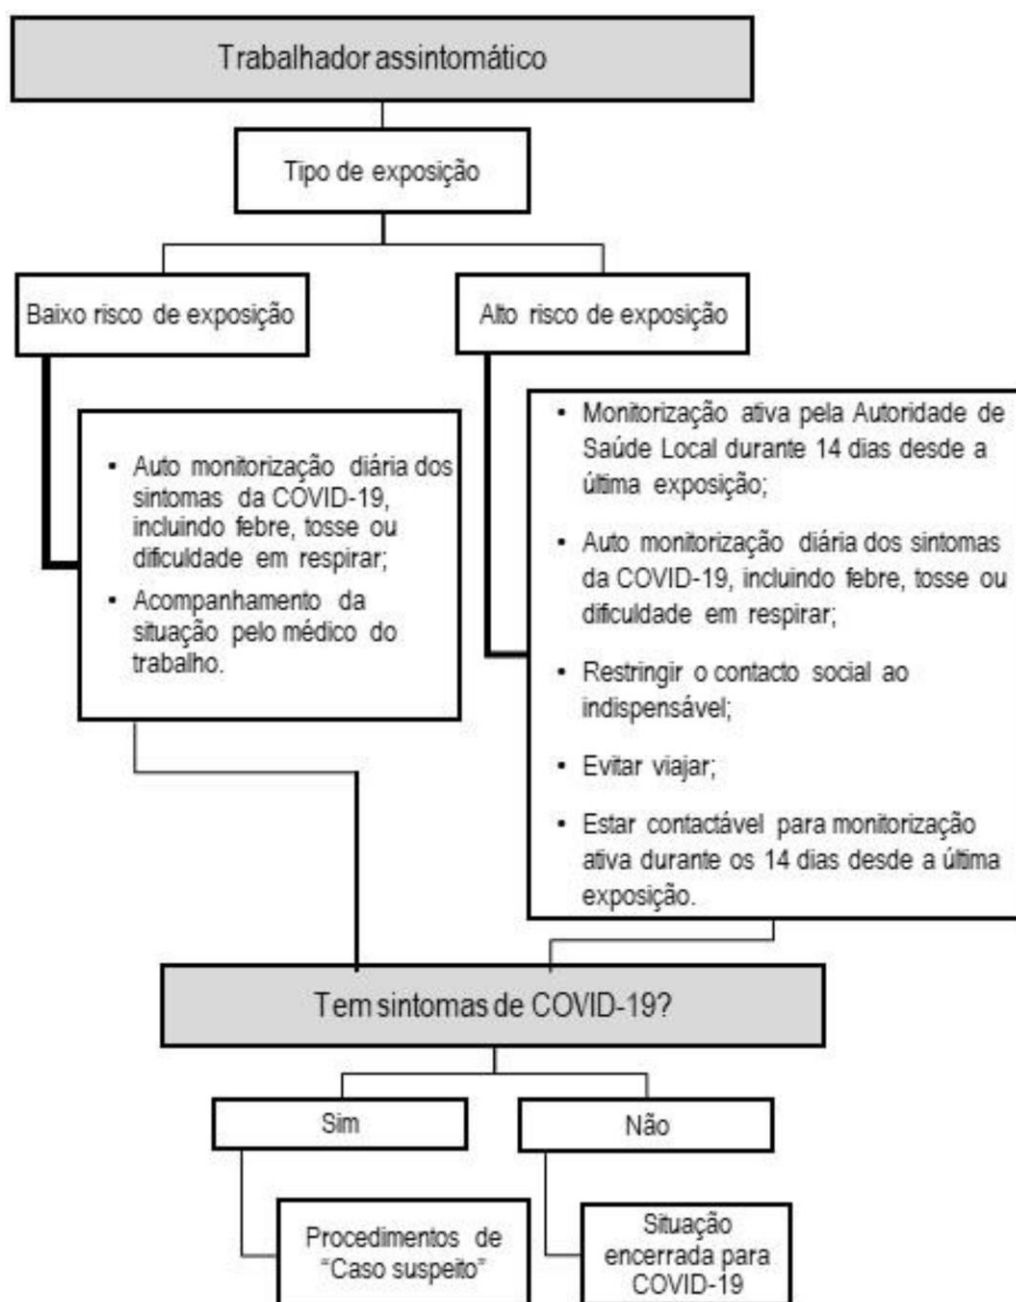 Trabalhador assintomático
Tipo de exposição
Baixo risco de exposição
Alto risco de exposição
• Auto monitorização diária dos
sintomas da COVID-19,
incluindo febre, tosse ou
dificuldade em respirar;
• Acompanhamento da
situação pelo médico do
trabalho.
• Monitorização ativa pela Autoridade de
Saúde Local durante 14 dias desde a
última exposição;
• Auto monitorização diária dos sintomas
da COVID-19, incluindo febre, tosse ou
dificuldade em respirar;
• Restringir o contacto social ao
indispensável;
• Evitar viajar;
• Estar contactável para monitorização
ativa durante os 14 dias desde a última
exposição.
Tem sintomas de COVID-19?
Sim
Não
Procedimentos de
“Caso suspeito”
Situação
encerrada para
COVID-19